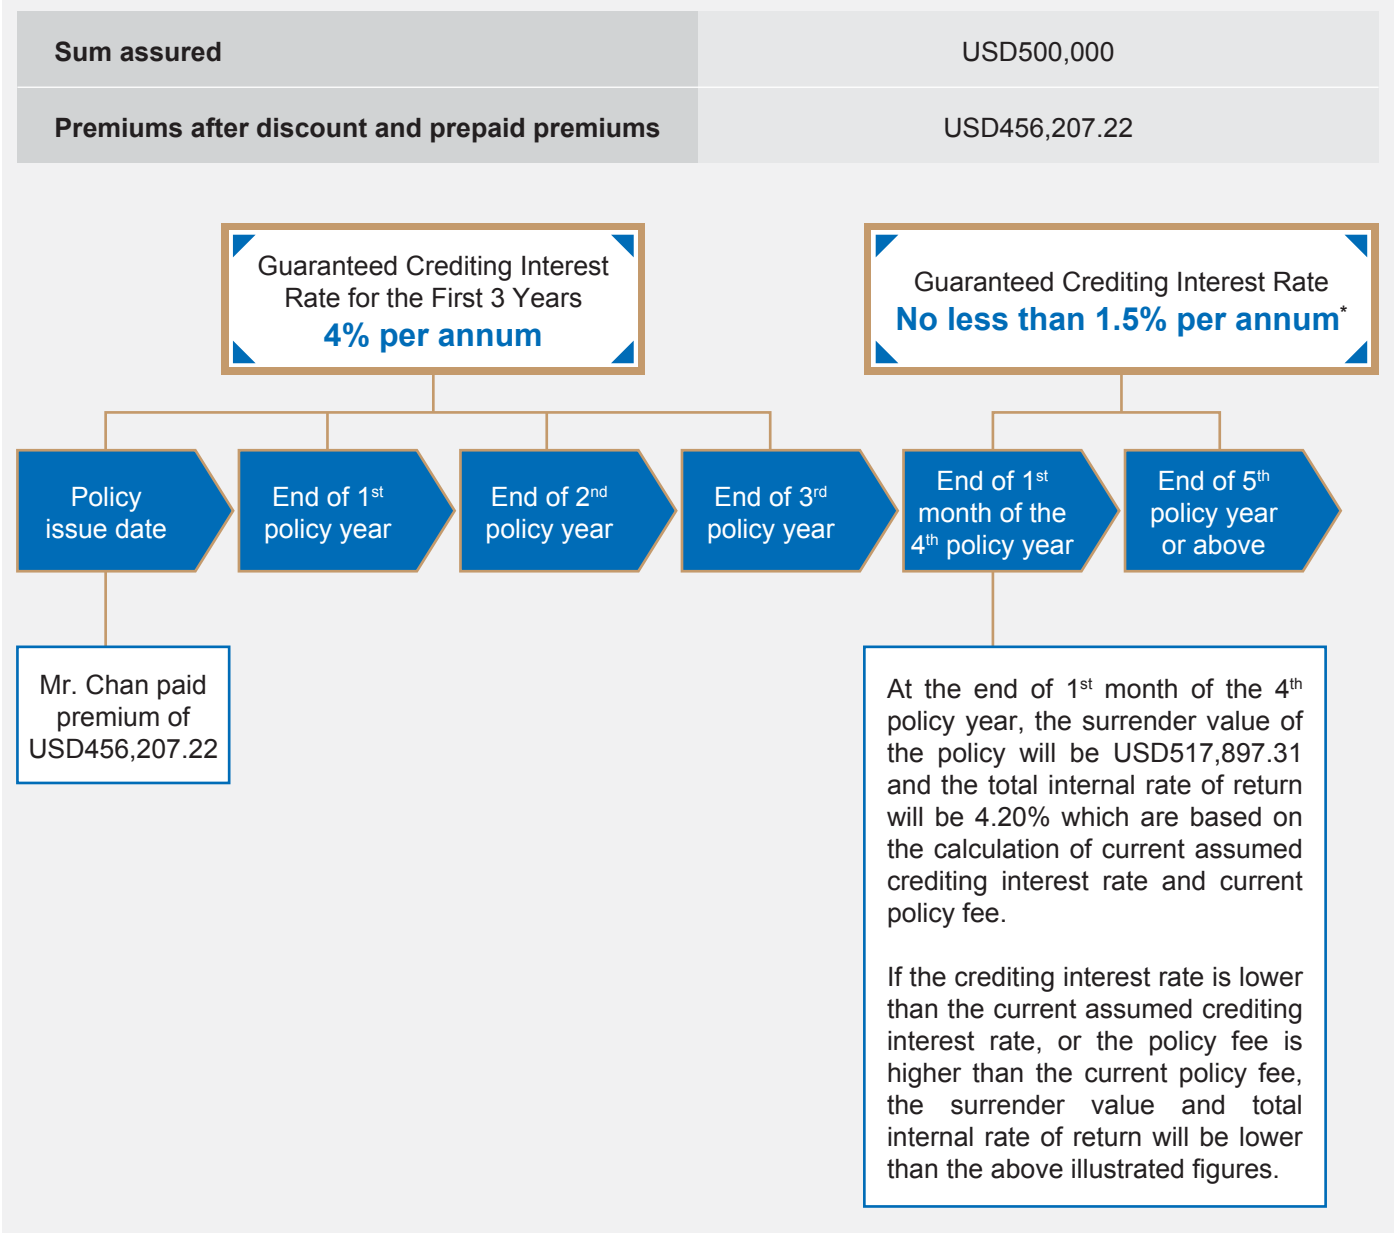 Sum assured
USD500,000
Premiums after discount and prepaid premiums
USD456,207.22
Guaranteed Crediting Interest
Rate for the First 3 Years
4% per annum
Guaranteed Crediting Interest Rate
No less than 1.5% per annum*
Policy
issue date
End of 1st
policy year
End of 2nd
policy year
End of 3rd
policy year
End of 1st
month of the
4th policy year
End of 5th
policy year
or above
Mr. Chan paid
premium of
USD456,207.22
At the end of 1st month of the 4th
policy year, the surrender value of
the policy will be USD517,897.31
and the total internal rate of return
will be 4.20% which are based on
the calculation of current assumed
crediting interest rate and current
policy fee.
If the crediting interest rate is lower
than the current assumed crediting
interest rate, or the policy fee is
higher than the current policy fee,
the surrender value and total
internal rate of return will be lower
than the above illustrated figures.